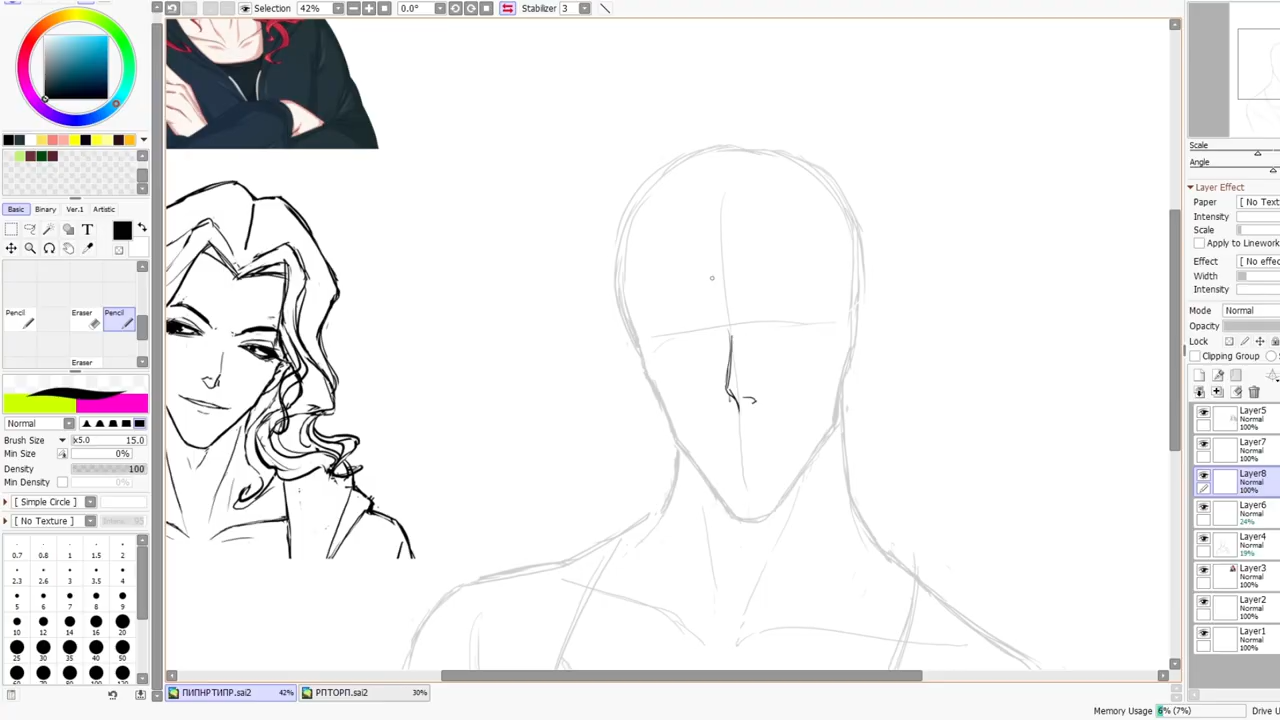 Selection 42% 0.0° Stabilizer 3
Basic Binary Ver.1 Artistic
T
Pencil Eraser Pencil
Eraser
Normal
Brush Size x5.0 15.0
Min Size 0%
Density 100
Min Density 0%
[ Simple Circle ]
[ No Texture ] 95
0.7 0.8 1 1.5 2
2.3 2.6 3 3.5 4
5 6 7 8 9
10 12 14 16 20
25 30 35 40 50
ПИПНРТИПР.sai2 42% РПТОРП.sai2 30%
Scale
Angle
Layer Effect
Paper [ No Text
Intensity
Scale
Apply to Linework
Effect [ No effec
Width
Intensity
Mode Normal
Opacity
Lock
Clipping Group
Layer5
Normal
100%
Layer7
Normal
100%
Layer8
Normal
100%
Layer6
Normal
24%
Layer4
Normal
19%
Layer3
Normal
100%
Layer2
Normal
100%
Layer1
Normal
100%
Memory Usage 6% (7%) Drive U